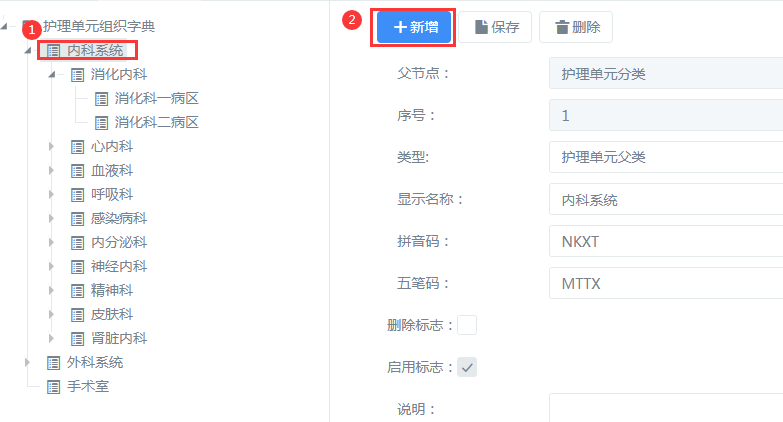 1
护理单元组织字典
内科系统
消化内科
消化科一病区
消化科二病区
心内科
血液科
呼吸科
感染病科
内分泌科
神经内科
精神科
皮肤科
肾脏内科
外科系统
手术室
2
+新增 保存 删除
父节点： 护理单元分类
序号： 1
类型: 护理单元父类
显示名称： 内科系统
拼音码： NKXT
五笔码： MTTX
删除标志：
启用标志：
说明：